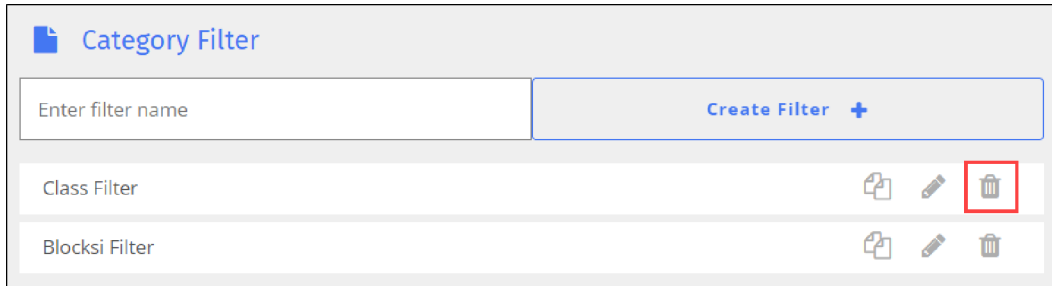 Category Filter
Enter filter name
Create Filter +
Class Filter
Blocksi Filter